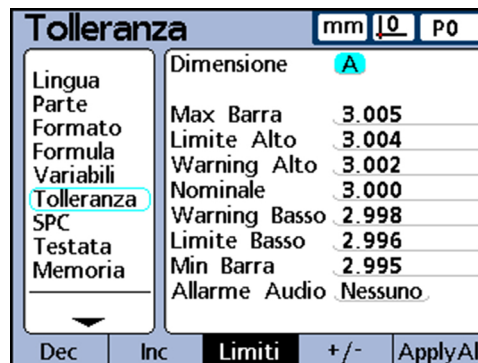 Tolleranza mm 0 P0
Lingua
Parte
Formato
Formula
Variabili
Tolleranza
SPC
Testata
Memoria
Dimensione A
Max Barra 3.005
Limite Alto 3.004
Warning Alto 3.002
Nominale 3.000
Warning Basso 2.998
Limite Basso 2.996
Min Barra 2.995
Allarme Audio Nessuno
Dec Inc Limiti +/- ApplyAl